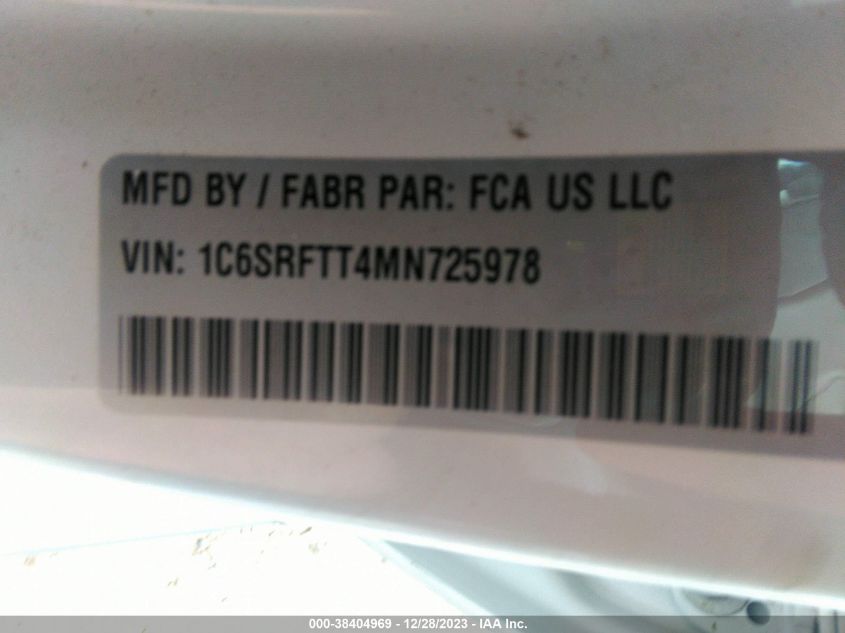 MFD BY / FABR PAR: FCA US LLC
VIN: 1C6SRFTT4MN725978
000-38404969 - 12/28/2023 - IAA Inc.